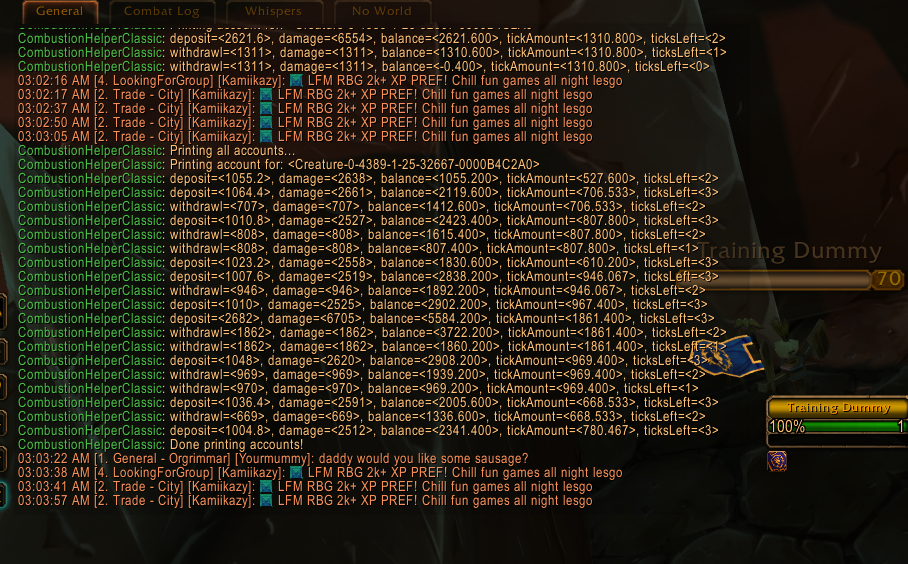 General Combat Log Whispers No World
CombustionHelperClassic: deposit=<2621.6>, damage=<6554>, balance=<2621.600>, tickAmount=<1310.800>, ticksLeft=<2>
CombustionHelperClassic: withdrawl=<1311>, damage=<1311>, balance=<1310.600>, tickAmount=<1310.800>, ticksLeft=<1>
CombustionHelperClassic: withdrawl=<1311>, damage=<1311>, balance=<-0.400>, tickAmount=<1310.800>, ticksLeft=<0>
03:02:16 AM [4. LookingForGroup] [Kamiikazy]: LFM RBG 2k+ XP PREF! Chill fun games all night lesgo
03:02:17 AM [2. Trade - City] [Kamiikazy]: LFM RBG 2k+ XP PREF! Chill fun games all night lesgo
03:02:37 AM [2. Trade - City] [Kamiikazy]: LFM RBG 2k+ XP PREF! Chill fun games all night lesgo
03:02:50 AM [2. Trade - City] [Kamiikazy]: LFM RBG 2k+ XP PREF! Chill fun games all night lesgo
03:03:05 AM [2. Trade - City] [Kamiikazy]: LFM RBG 2k+ XP PREF! Chill fun games all night lesgo
CombustionHelperClassic: Printing all accounts...
CombustionHelperClassic: Printing account for: <Creature-0-4389-1-25-32667-0000B4C2A0>
CombustionHelperClassic: deposit=<1055.2>, damage=<2638>, balance=<1055.200>, tickAmount=<527.600>, ticksLeft=<2>
CombustionHelperClassic: deposit=<1064.4>, damage=<2661>, balance=<2119.600>, tickAmount=<706.533>, ticksLeft=<3>
CombustionHelperClassic: withdrawl=<707>, damage=<707>, balance=<1412.600>, tickAmount=<706.533>, ticksLeft=<2>
CombustionHelperClassic: deposit=<1010.8>, damage=<2527>, balance=<2423.400>, tickAmount=<807.800>, ticksLeft=<3>
CombustionHelperClassic: withdrawl=<808>, damage=<808>, balance=<1615.400>, tickAmount=<807.800>, ticksLeft=<2>
CombustionHelperClassic: withdrawl=<808>, damage=<808>, balance=<807.400>, tickAmount=<807.800>, ticksLeft=<1>
Training Dummy
CombustionHelperClassic: deposit=<1023.2>, damage=<2558>, balance=<1830.600>, tickAmount=<610.200>, ticksLeft=<3>
CombustionHelperClassic: deposit=<1007.6>, damage=<2519>, balance=<2838.200>, tickAmount=<946.067>, ticksLeft=<3>
70
CombustionHelperClassic: withdrawl=<946>, damage=<946>, balance=<1892.200>, tickAmount=<946.067>, ticksLeft=<2>
CombustionHelperClassic: deposit=<1010>, damage=<2525>, balance=<2902.200>, tickAmount=<967.400>, ticksLeft=<3>
CombustionHelperClassic: deposit=<2682>, damage=<6705>, balance=<5584.200>, tickAmount=<1861.400>, ticksLeft=<3>
CombustionHelperClassic: withdrawl=<1862>, damage=<1862>, balance=<3722.200>, tickAmount=<1861.400>, ticksLeft=<2>
CombustionHelperClassic: withdrawl=<1862>, damage=<1862>, balance=<1860.200>, tickAmount=<1861.400>, ticksLeft=<1>
CombustionHelperClassic: deposit=<1048>, damage=<2620>, balance=<2908.200>, tickAmount=<969.400>, ticksLeft=<3>
CombustionHelperClassic: withdrawl=<969>, damage=<969>, balance=<1939.200>, tickAmount=<969.400>, ticksLeft=<2>
CombustionHelperClassic: withdrawl=<970>, damage=<970>, balance=<969.200>, tickAmount=<969.400>, ticksLeft=<1>
CombustionHelperClassic: deposit=<1036.4>, damage=<2591>, balance=<2005.600>, tickAmount=<668.533>, ticksLeft=<3>
Training Dummy
CombustionHelperClassic: withdrawl=<669>, damage=<669>, balance=<1336.600>, tickAmount=<668.533>, ticksLeft=<2>
100% 1
CombustionHelperClassic: deposit=<1004.8>, damage=<2512>, balance=<2341.400>, tickAmount=<780.467>, ticksLeft=<3>
CombustionHelperClassic: Done printing accounts!
03:03:22 AM [1. General - Orgrimmar] [Yourmummy]: daddy would you like some sausage?
03:03:38 AM [4. LookingForGroup] [Kamiikazy]: LFM RBG 2k+ XP PREF! Chill fun games all night lesgo
03:03:41 AM [2. Trade - City] [Kamiikazy]: LFM RBG 2k+ XP PREF! Chill fun games all night lesgo
03:03:57 AM [2. Trade - City] [Kamiikazy]: LFM RBG 2k+ XP PREF! Chill fun games all night lesgo